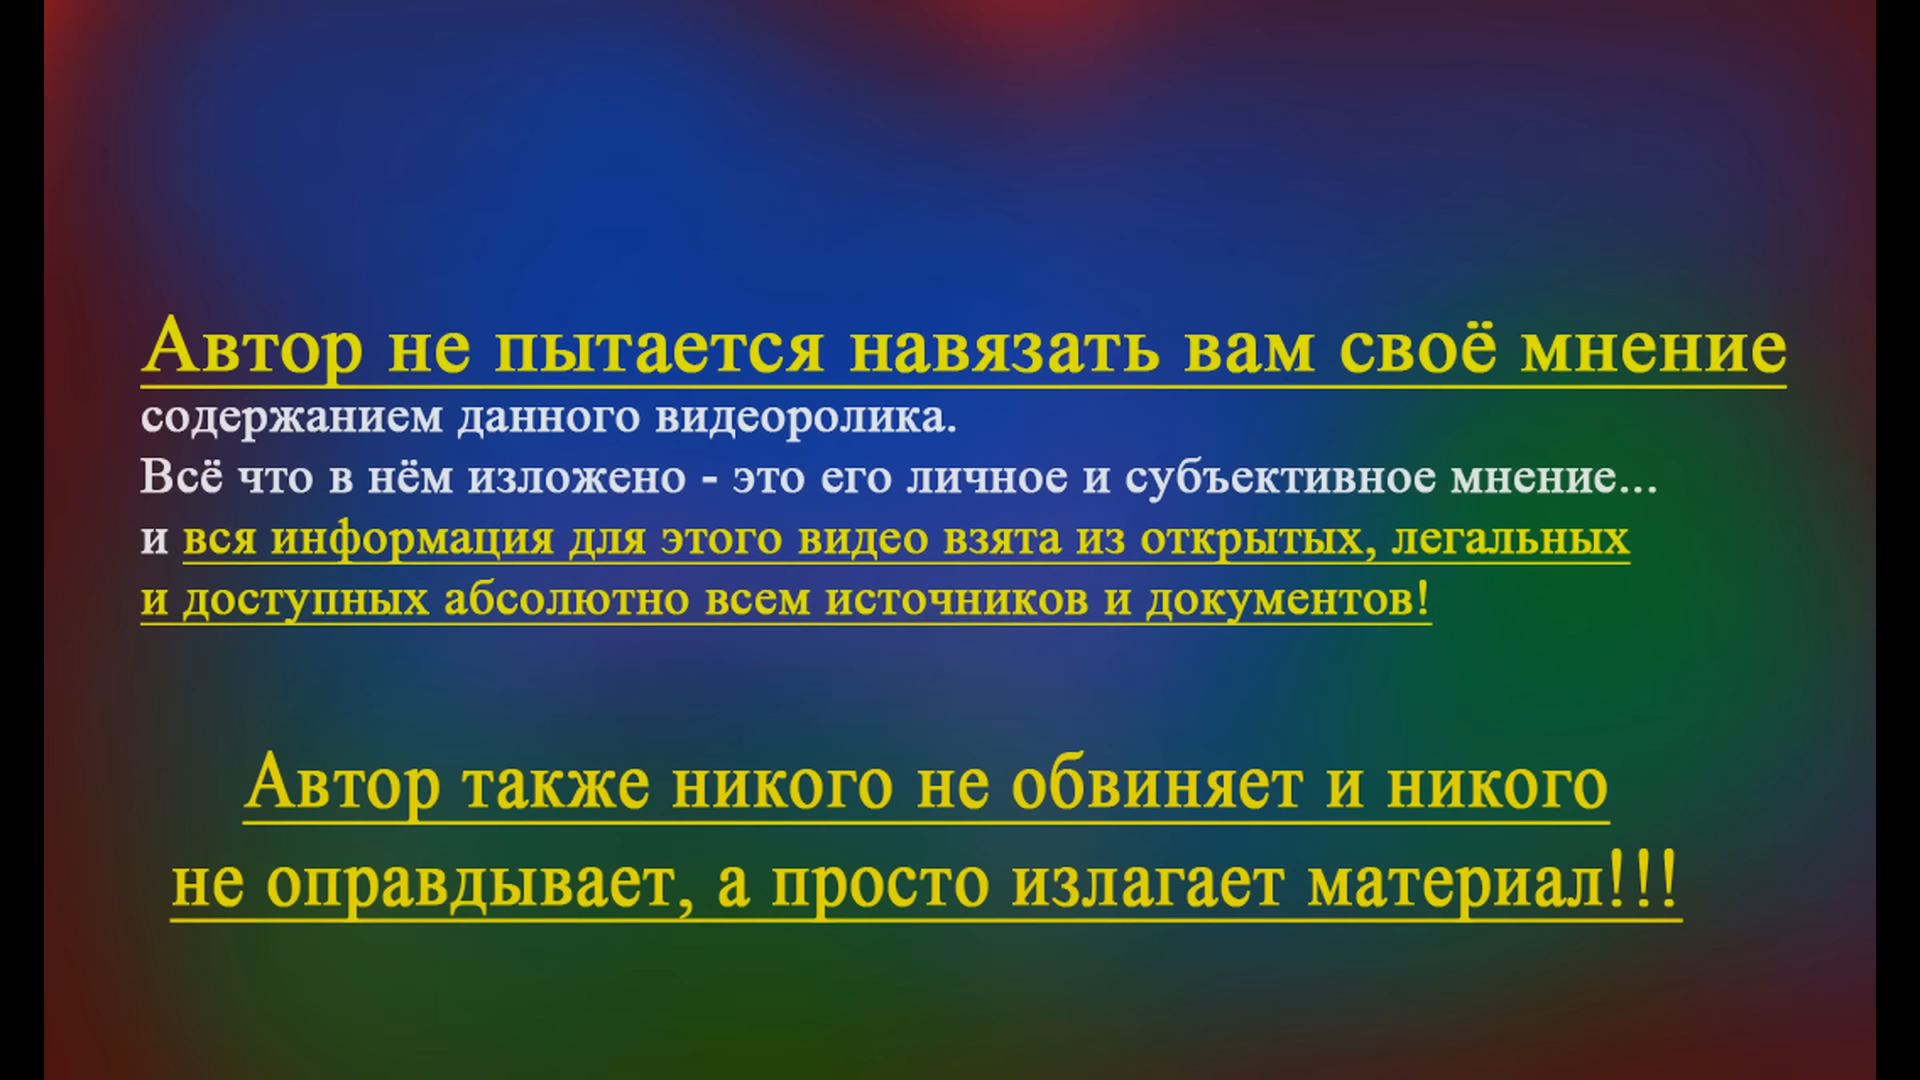 Автор не пытается навязать вам своё мнение
содержанием данного видеоролика.
Всё что в нём изложено - это его личное и субъективное мнение...
и вся информация для этого видео взята из открытых, легальных
и доступных абсолютно всем источников и документов!
Автор также никого не обвиняет и никого
не оправдывает, а просто излагает материал!!!